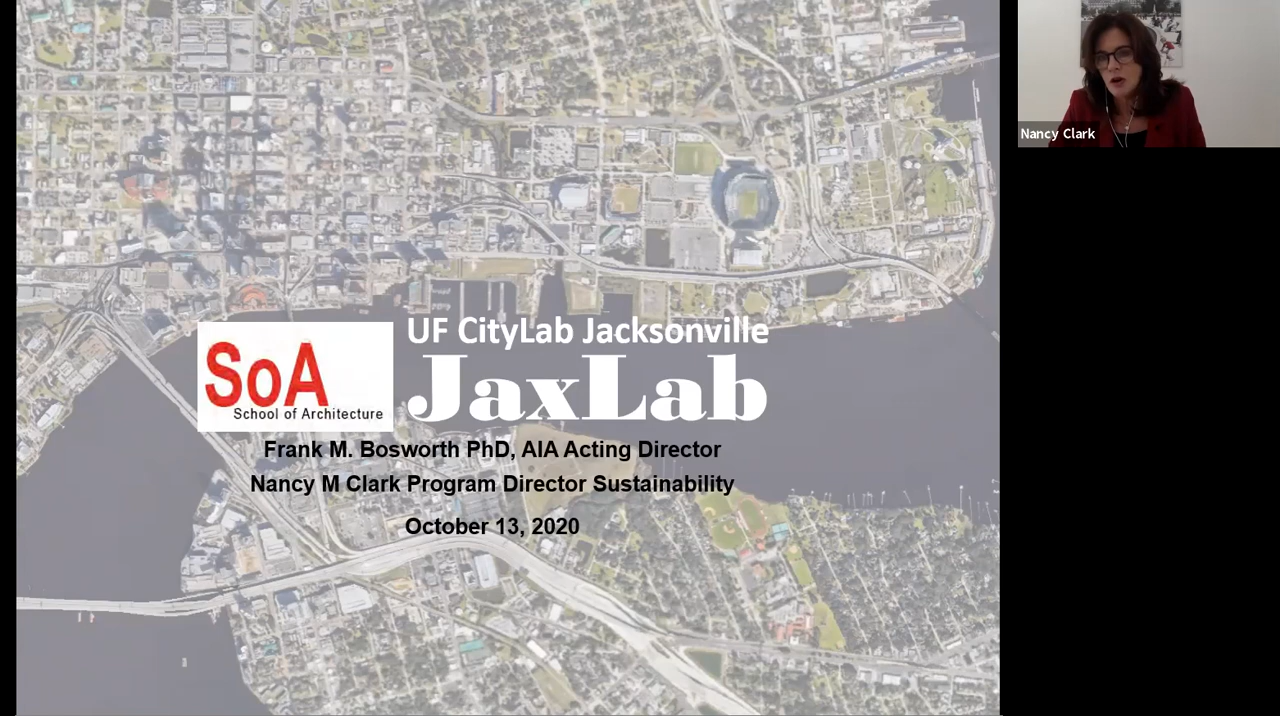 SoA
School of Architecture
UF CityLab Jacksonville
JaxLab
Frank M. Bosworth PhD, AIA Acting Director
Nancy M Clark Program Director Sustainability
October 13, 2020
Nancy Clark